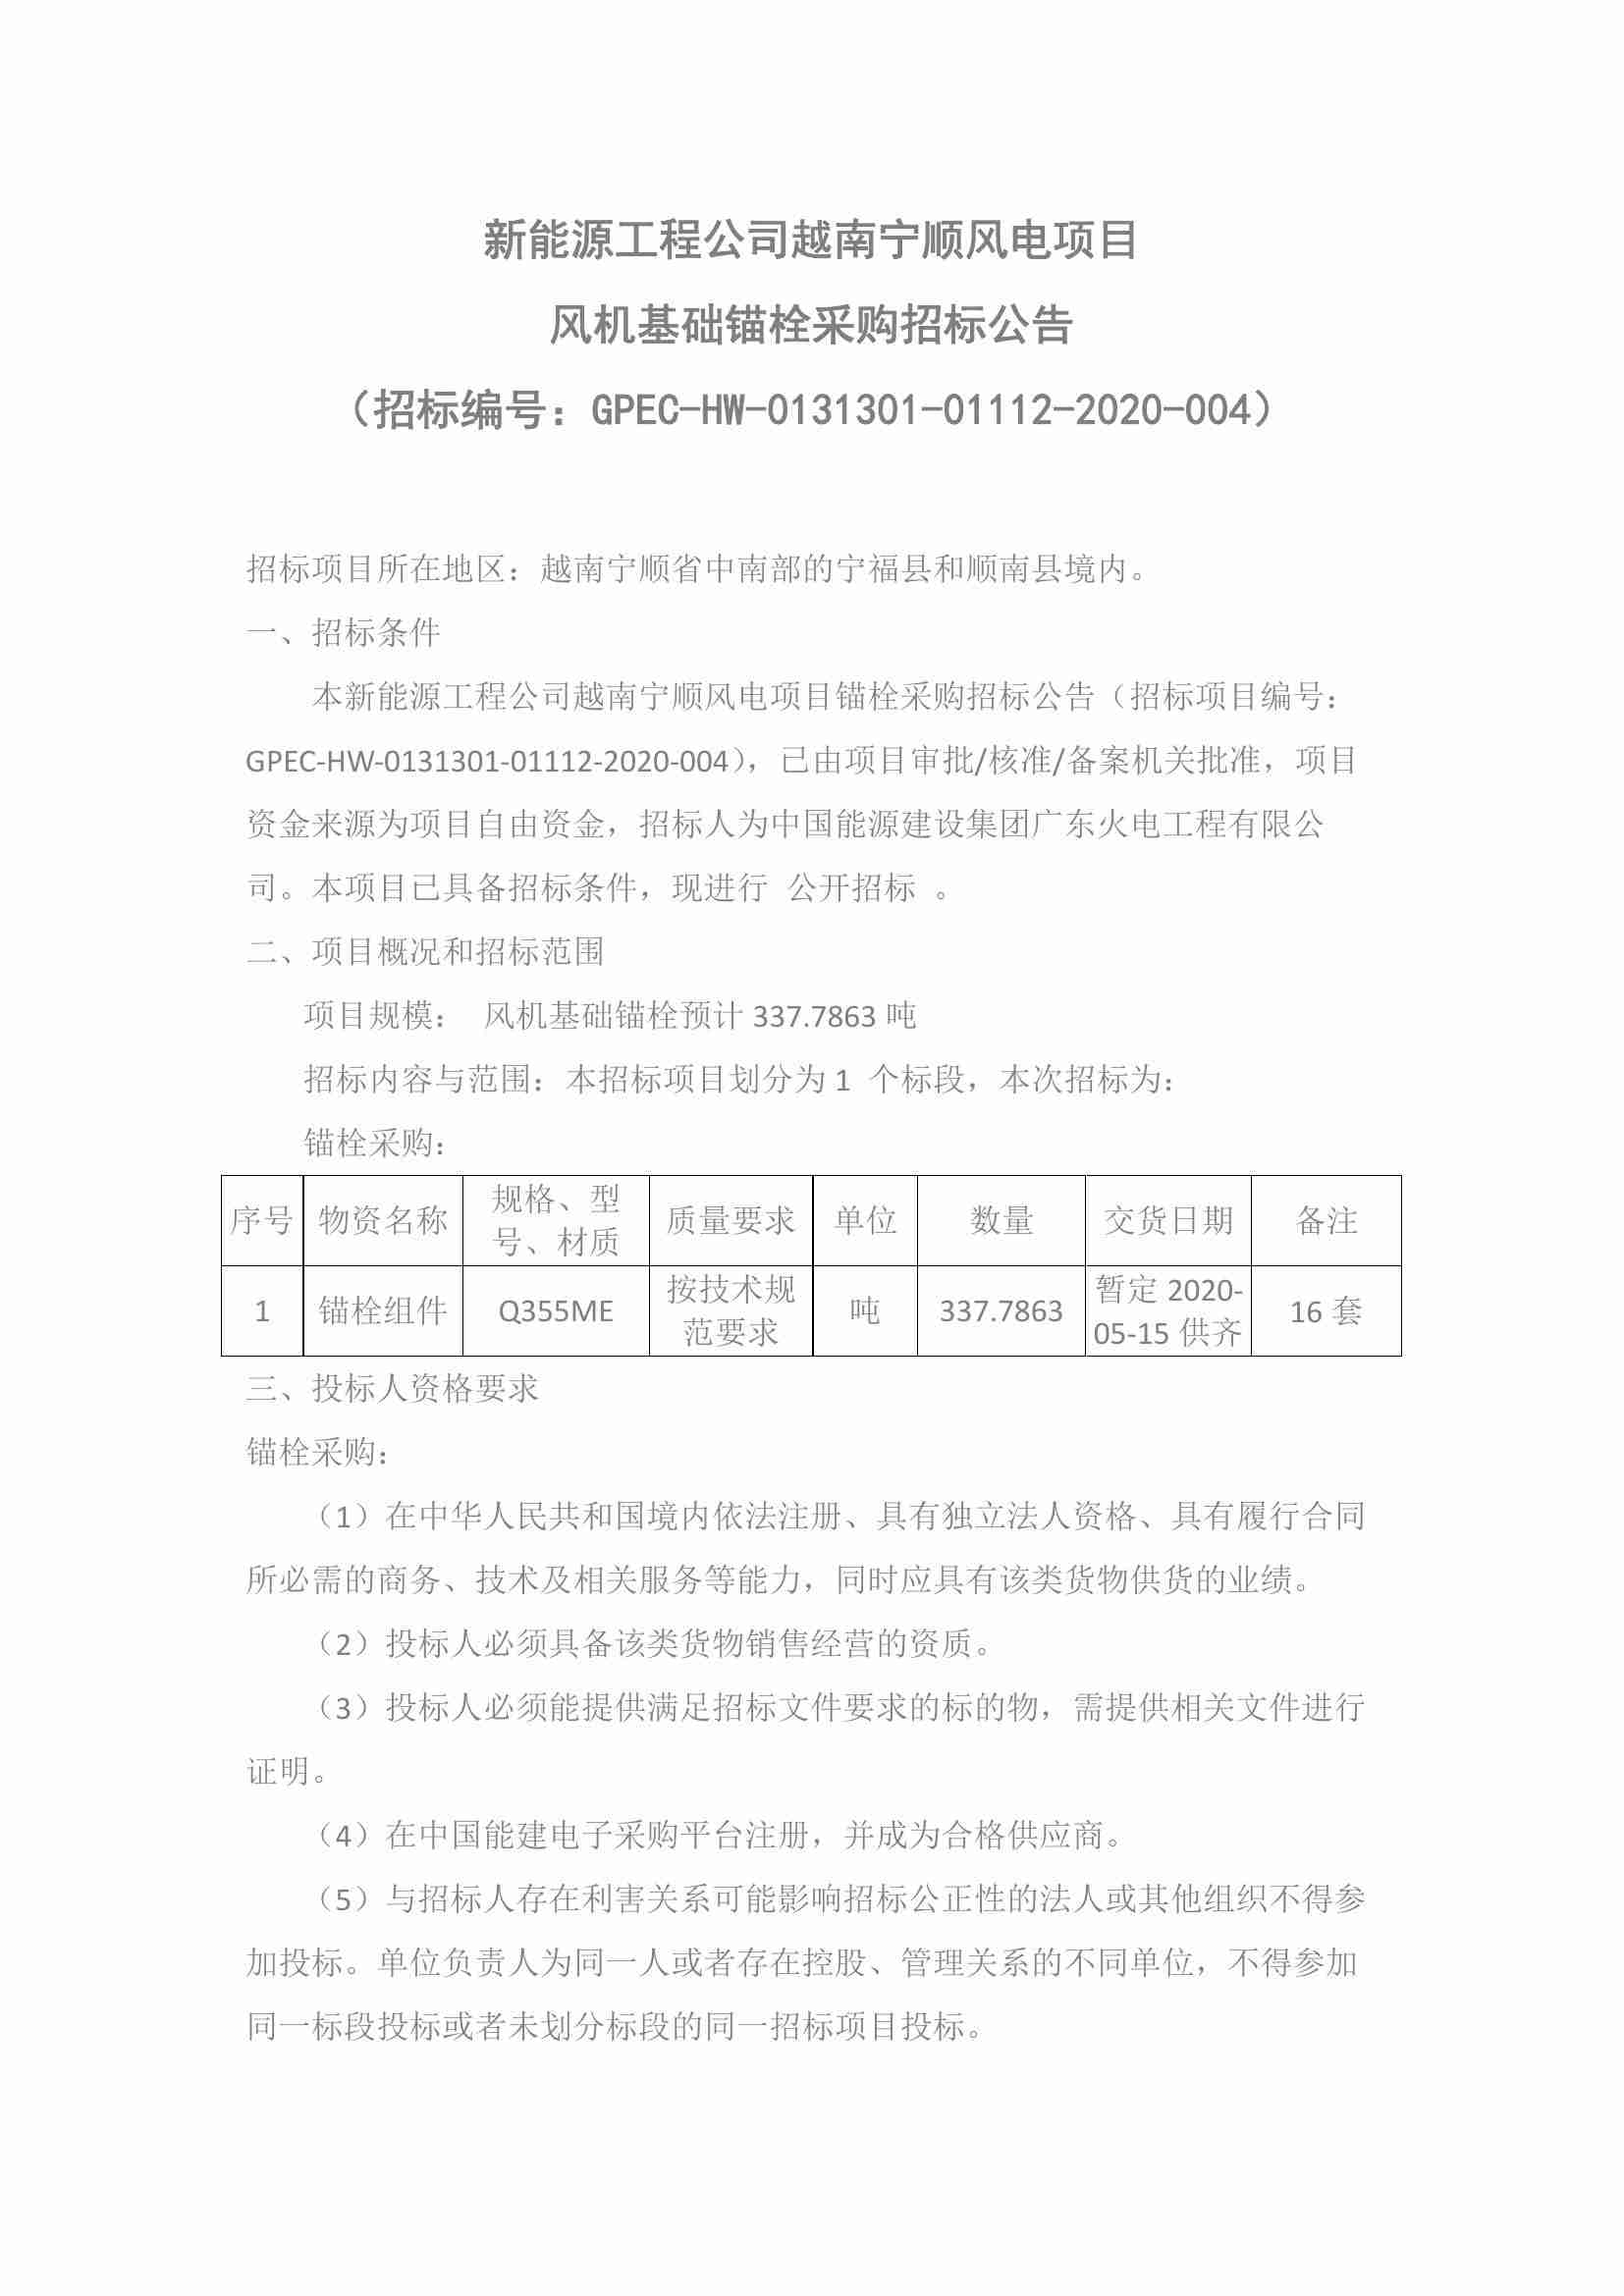 新能源工程公司越南宁顺风电项目
风机基础锚栓采购招标公告
（招标编号：GPEC-HW-0131301-01112-2020-004）
招标项目所在地区：越南宁顺省中南部的宁福县和顺南县境内。
一、招标条件
本新能源工程公司越南宁顺风电项目锚栓采购招标公告（招标项目编号：
GPEC-HW-0131301-01112-2020-004），已由项目审批/核准/备案机关批准，项目
资金来源为项目自由资金，招标人为中国能源建设集团广东火电工程有限公
司。本项目已具备招标条件，现进行 公开招标 。
二、项目概况和招标范围
项目规模： 风机基础锚栓预计 337.7863 吨
招标内容与范围：本招标项目划分为 1 个标段，本次招标为：
锚栓采购：
序号 物资名称 规格、型号、材质 质量要求 单位 数量 交货日期 备注
1 锚栓组件 Q355ME 按技术规范要求 吨 337.7863 暂定 2020-05-15 供齐 16 套
三、投标人资格要求
锚栓采购：
（1）在中华人民共和国境内依法注册、具有独立法人资格、具有履行合同
所必需的商务、技术及相关服务等能力，同时应具有该类货物供货的业绩。
（2）投标人必须具备该类货物销售经营的资质。
（3）投标人必须能提供满足招标文件要求的标的物，需提供相关文件进行
证明。
（4）在中国能建电子采购平台注册，并成为合格供应商。
（5）与招标人存在利害关系可能影响招标公正性的法人或其他组织不得参
加投标。单位负责人为同一人或者存在控股、管理关系的不同单位，不得参加
同一标段投标或者未划分标段的同一招标项目投标。